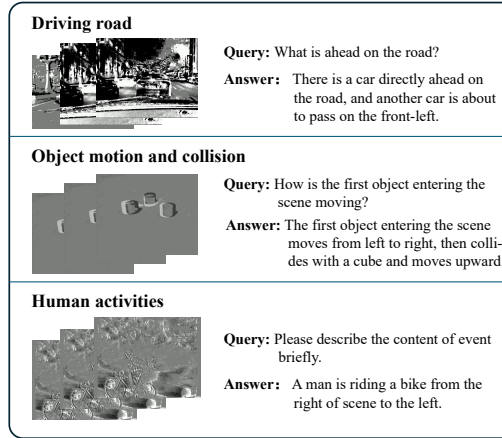 Driving road
Query: What is ahead on the road?
Answer: There is a car directly ahead on
the road, and another car is about
to pass on the front-left.
Object motion and collision
Query: How is the first object entering the
scene moving?
Answer: The first object entering the scene
moves from left to right, then colli-
des with a cube and moves upward
Human activities
Query: Please describe the content of event
briefly.
Answer: A man is riding a bike from the
right of scene to the left.